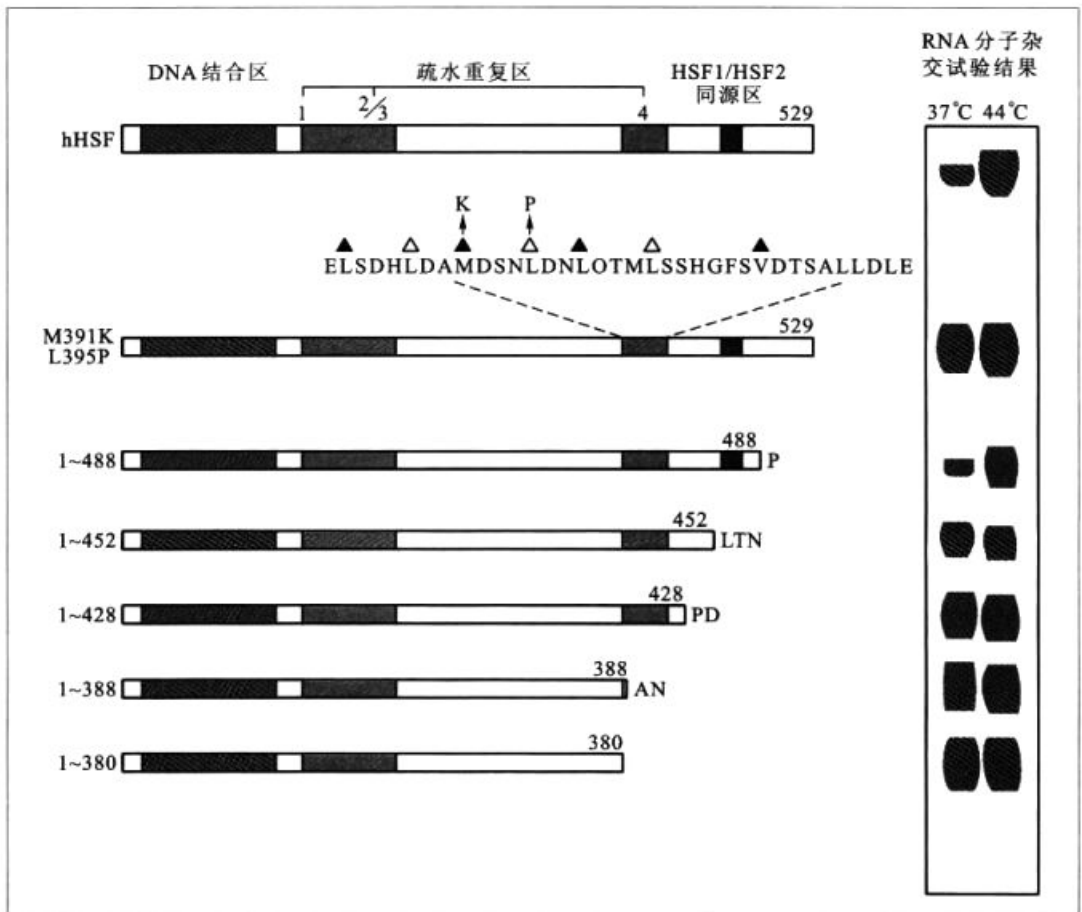 DNA 结合区
疏水重复区
HSF1/HSF2
同源区
RNA 分子杂
交试验结果
1
2/3
4
529
37℃ 44℃
hHSF
K P
ELSDHLDAMDSNLDNLOTMLSSHGFSVDTSALLDLE
M391K
L395P
529
1~488
488
P
1~452
452
LTN
1~428
428
PD
1~388
388
AN
1~380
380